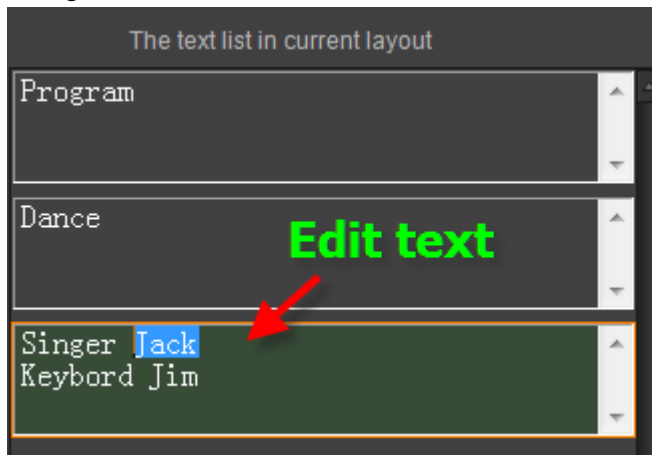 The text list in current layout
Program
Dance
Edit text
Singer Jack
Keybord Jim